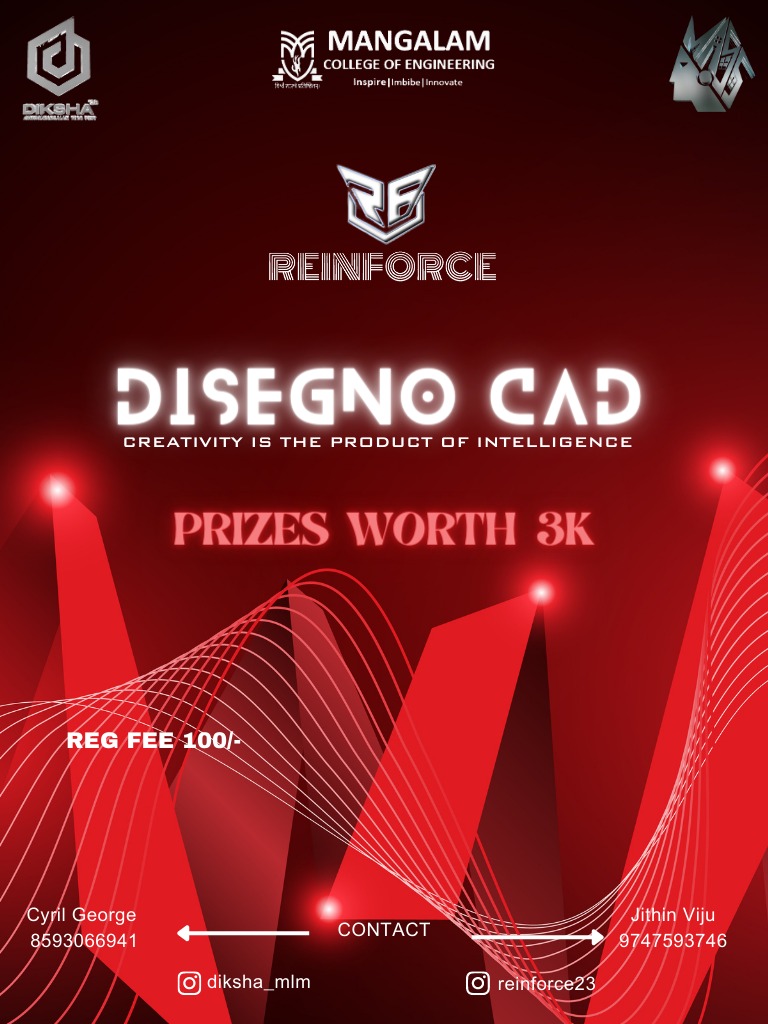 MANGALAM
COLLEGE OF ENGINEERING
Inspire|Imbibe|Innovate
DIKSHA
REINFORCE
DISEGNO CAD
CREATIVITY IS THE PRODUCT OF INTELLIGENCE
PRIZES WORTH 3K
REG FEE 100/-
Cyril George
8593066941
CONTACT
Jithin Viju
9747593746
diksha_mlm
reinforce23